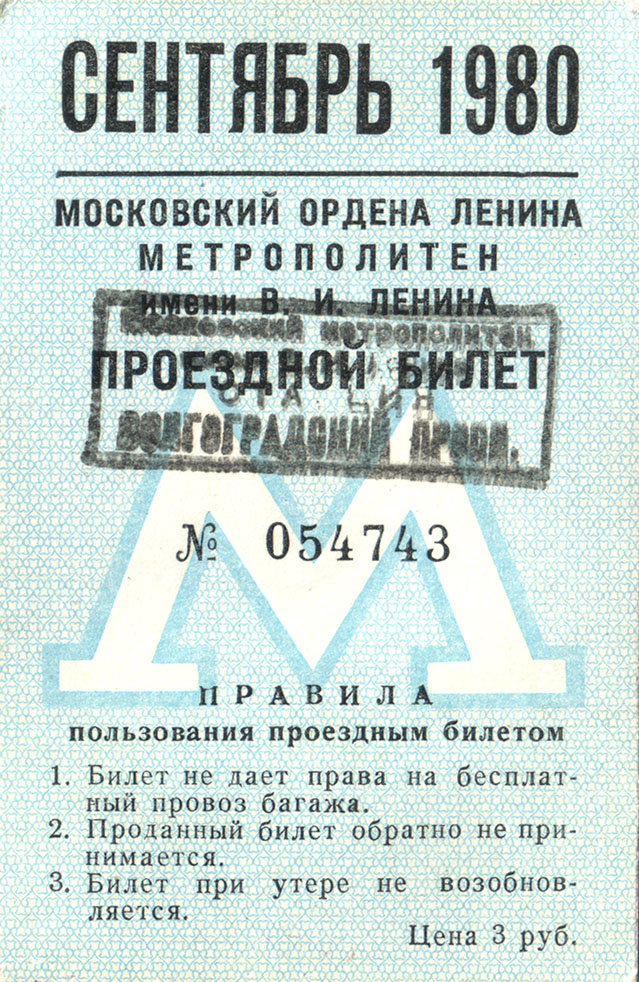 СЕНТЯБРЬ 1980
МОСКОВСКИЙ ОРДЕНА ЛЕНИНА
МЕТРОПОЛИТЕН
имени В. И. ЛЕНИНА
Московский метрополитен
ПРОЕЗДНОЙ БИЛЕТ
№ 054743
ПРАВИЛА
пользования проездным билетом
1. Билет не дает права на бесплат-
ный провоз багажа.
2. Проданный билет обратно не при-
нимается.
3. Билет при утере не возобнов-
ляется.
Цена 3 руб.